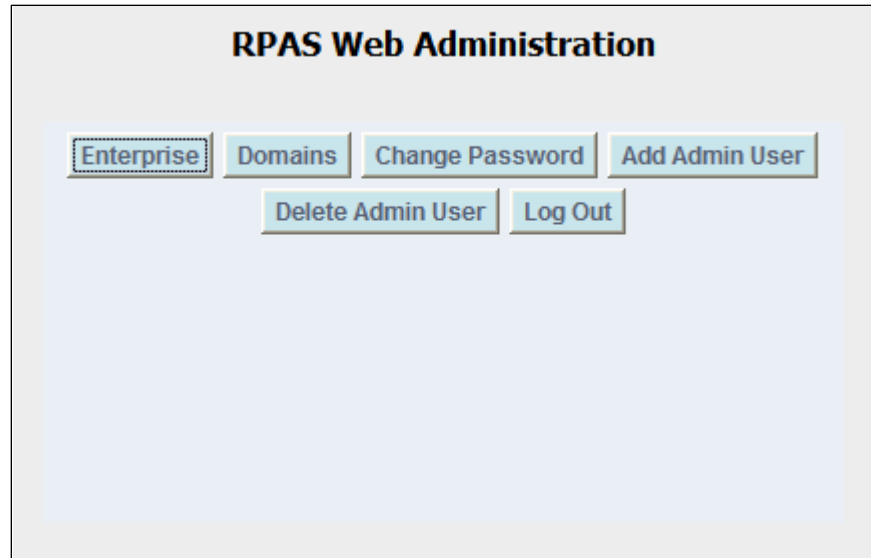 RPAS Web Administration
Enterprise Domains Change Password Add Admin User
Delete Admin User Log Out